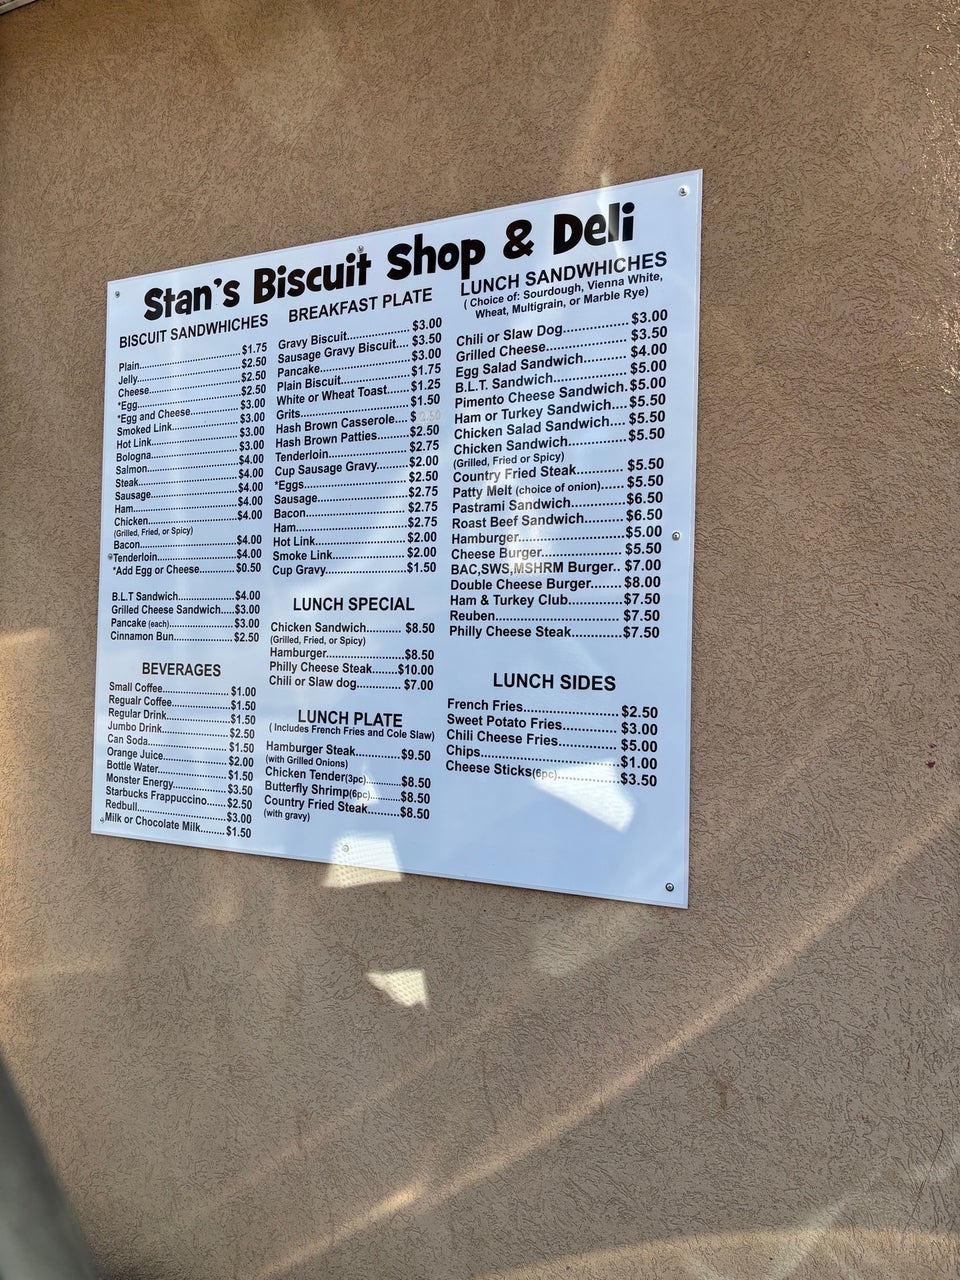 Stan's Biscuit Shop & Deli
BISCUIT SANDWHICHES
Plain........................$1.75
Jelly........................$2.50
Cheese........................$2.50
*Egg........................$2.50
*Egg and Cheese............$3.00
Smoked Link................$3.00
Hot Link....................$3.00
Bologna....................$3.00
Salmon......................$4.00
Steak........................$4.00
Sausage....................$4.00
Ham..........................$4.00
Chicken......................$4.00
(Grilled, Fried, or Spicy)
Bacon........................$4.00
*Tenderloin..................$4.00
*Add Egg or Cheese........$0.50
B.L.T Sandwich..............$4.00
Grilled Cheese Sandwich.....$3.00
Pancake (each)................$3.00
Cinnamon Bun................$2.50
BEVERAGES
Small Coffee................$1.00
Regualr Coffee..............$1.50
Regular Drink................$1.50
Jumbo Drink..................$2.50
Can Soda....................$1.50
Orange Juice................$2.00
Bottle Water................$1.50
Monster Energy..............$3.50
Starbucks Frappuccino.......$2.50
Redbull......................$3.00
Milk or Chocolate Milk........$1.50
BREAKFAST PLATE
Gravy Biscuit................$3.00
Sausage Gravy Biscuit.... $3.50
Pancake......................$3.00
Plain Biscuit................$1.75
White or Wheat Toast......$1.25
Grits........................$1.50
Hash Brown Casserole.... $
Hash Brown Patties........$2.50
Tenderloin..................$2.75
Cup Sausage Gravy........$2.00
*Eggs........................$2.50
Sausage....................$2.75
Bacon........................$2.75
Ham..........................$2.75
Hot Link....................$2.00
Smoke Link..................$2.00
Cup Gravy..................$1.50
LUNCH SPECIAL
Chicken Sandwich.......... $8.50
(Grilled, Fried, or Spicy)
Hamburger....................$8.50
Philly Cheese Steak.......$10.00
Chili or Slaw dog............ $7.00
LUNCH PLATE
( Includes French Fries and Cole Slaw)
Hamburger Steak............$9.50
(with Grilled Onions)
Chicken Tender(3pc)..........$8.50
Butterfly Shrimp(6pc)........$8.50
Country Fried Steak........$8.50
(with gravy)
LUNCH SANDWHICHES
( Choice of: Sourdough, Vienna White,
Wheat, Multigrain, or Marble Rye)
Chili or Slaw Dog................ $3.00
Grilled Cheese.................... $3.50
Egg Salad Sandwich.......... $4.00
B.L.T. Sandwich..................$5.00
Pimento Cheese Sandwich.$5.00
Ham or Turkey Sandwich....$5.50
Chicken Salad Sandwich.... $5.50
Chicken Sandwich..............$5.50
(Grilled, Fried or Spicy)
Country Fried Steak............ $5.50
Patty Melt (choice of onion)......$5.50
Pastrami Sandwich..............$6.50
Roast Beef Sandwich..........$6.50
Hamburger..........................$5.00
Cheese Burger....................$5.50
BAC,SWS,MSHRM Burger.. $7.00
Double Cheese Burger........$8.00
Ham & Turkey Club..............$7.50
Reuben................................ $7.50
Philly Cheese Steak............$7.50
LUNCH SIDES
French Fries........................$2.50
Sweet Potato Fries..............$3.00
Chili Cheese Fries..............$5.00
Chips..................................$1.00
Cheese Sticks(6pc)................$3.50